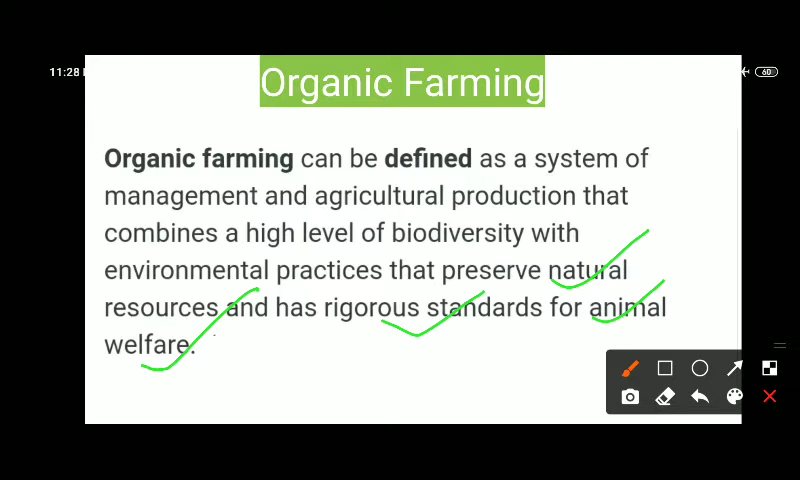 11:28
60
Organic Farming
Organic farming can be defined as a system of
management and agricultural production that
combines a high level of biodiversity with
environmental practices that preserve natural
resources and has rigorous standards for animal
welfare.